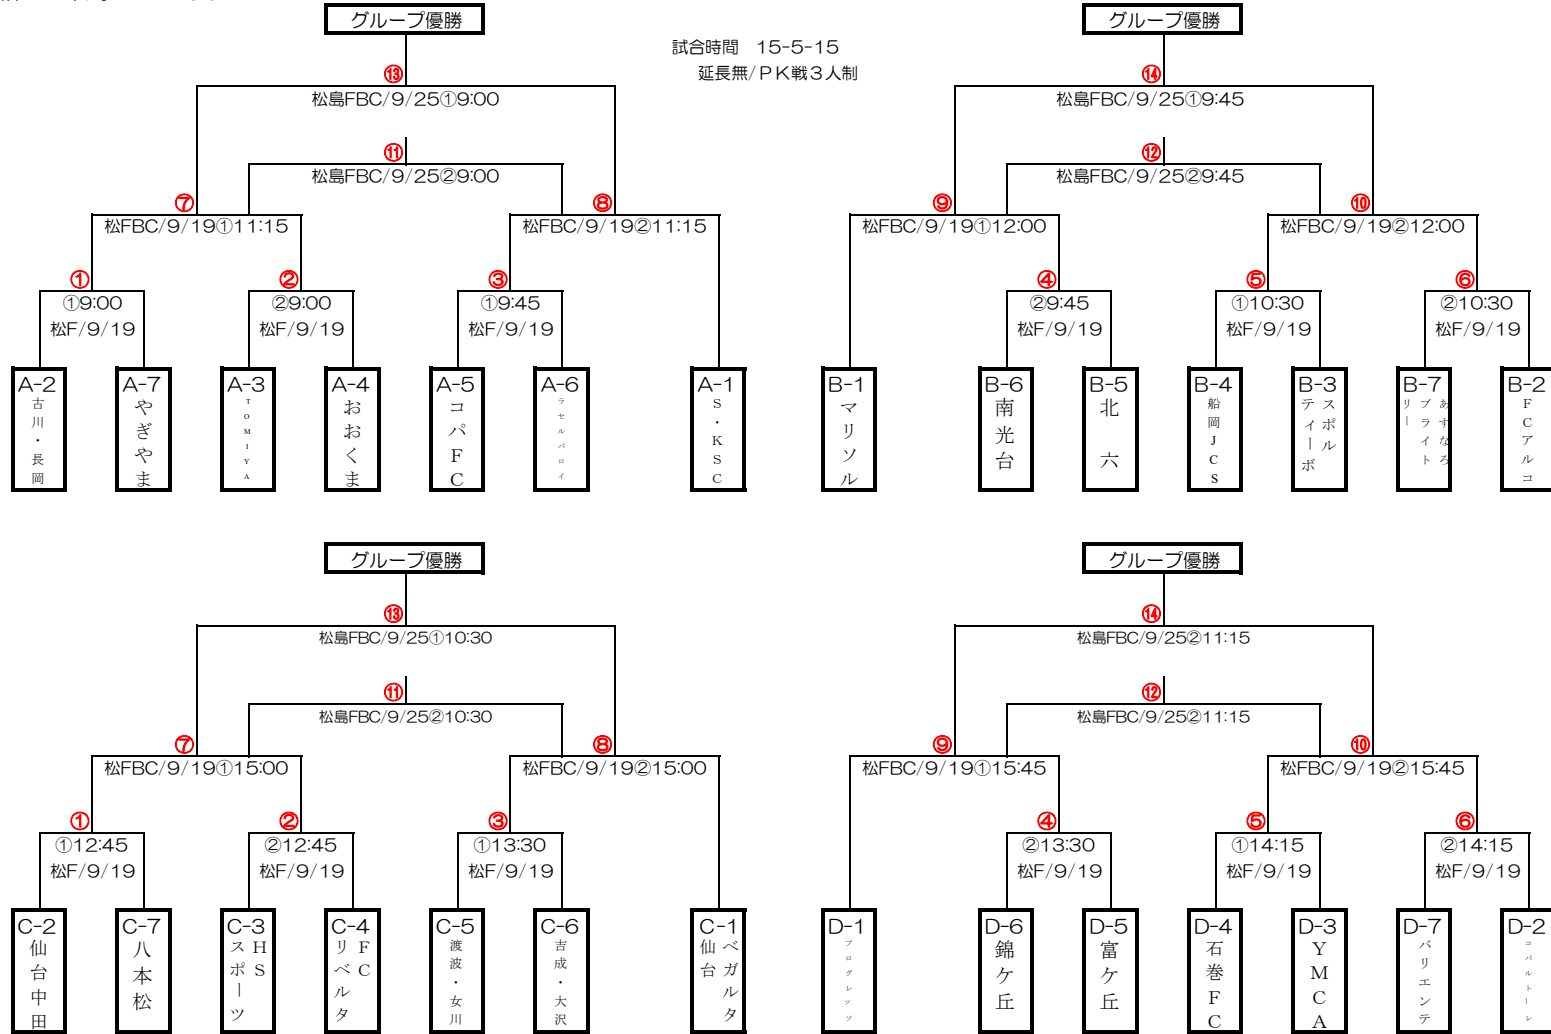 グループ優勝
グループ優勝
試合時間 15-5-15
延長無/PK戦3人制
⑬
⑭
松島FBC/9/25①9:00
松島FBC/9/25①9:45
⑪
⑫
松島FBC/9/25②9:00
松島FBC/9/25②9:45
⑦
⑧
⑨
⑩
松FBC/9/19①11:15
松FBC/9/19②11:15
松FBC/9/19①12:00
松FBC/9/19②12:00
①
②
③
④
⑤
⑥
①9:00
松F/9/19
②9:00
松F/9/19
①9:45
松F/9/19
②9:45
松F/9/19
①10:30
松F/9/19
②10:30
松F/9/19
A-2
古川・長岡
A-7
やぎやま
A-3
TOMIYA
A-4
おおくま
A-5
コパFC
A-6
ラセルバロイ
A-1
S・KSC
B-1
マリソル
B-6
南光台
B-5
北六
B-4
船岡JCS
B-3
スポル
ティーボ
B-7
あすなろ
ブライト
リー
B-2
FCアルコ
グループ優勝
グループ優勝
⑬
⑭
松島FBC/9/25①10:30
松島FBC/9/25②11:15
⑪
⑫
松島FBC/9/25②10:30
松島FBC/9/25②11:15
⑦
⑧
⑨
⑩
松FBC/9/19①15:00
松FBC/9/19②15:00
松FBC/9/19①15:45
松FBC/9/19②15:45
①
②
③
④
⑤
⑥
①12:45
松F/9/19
②12:45
松F/9/19
①13:30
松F/9/19
②13:30
松F/9/19
①14:15
松F/9/19
②14:15
松F/9/19
C-2
仙台中田
C-7
八本松
C-3
HS
スポーツ
C-4
FC
リベルタ
C-5
渡波・女川
C-6
吉成・大沢
C-1
ベガルタ
仙台
D-1
プログレッソ
D-6
錦ケ丘
D-5
富ケ丘
D-4
石巻FC
D-3
YMCA
D-7
バリエンテ
D-2
コバルトーレ